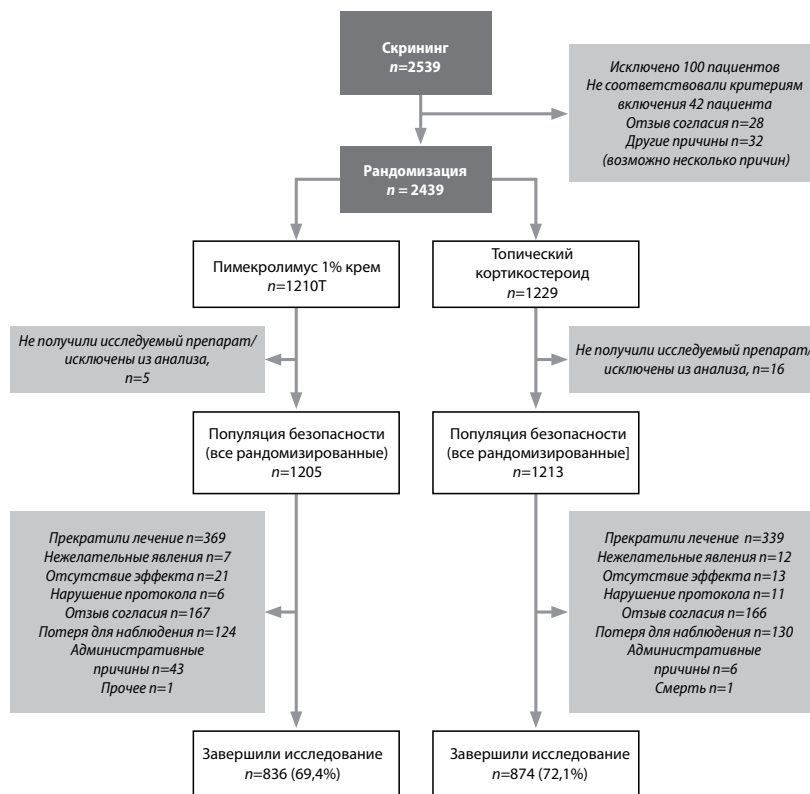 Скрининг
n=2539
Исключено 100 пациентов
Не соответствовали критериям
включения 42 пациента
Отзыв согласия n=28
Другие причины n=32
(возможно несколько причин)
Рандомизация
n = 2439
Пимекролимус 1% крем
n=1210T
Топический
кортикостероид
n=1229
Не получили исследуемый препарат/
исключены из анализа,
n=5
Не получили исследуемый препарат/
исключены из анализа, n=16
Популяция безопасности
(все рандомизированные)
n=1205
Популяция безопасности
(все рандомизированные]
n=1213
Прекратили лечение n=369
Нежелательные явления n=7
Отсутствие эффекта n=21
Нарушение протокола n=6
Отзыв согласия n=167
Потеря для наблюдения n=124
Административные
причины n=43
Прочее n=1
Прекратили лечение n=339
Нежелательные явления n=12
Отсутствие эффекта n=13
Нарушение протокола n=11
Отзыв согласия n=166
Потеря для наблюдения n=130
Административные
причины n=6
Смерть n=1
Завершили исследование
n=836 (69,4%)
Завершили исследование
n=874 (72,1%)